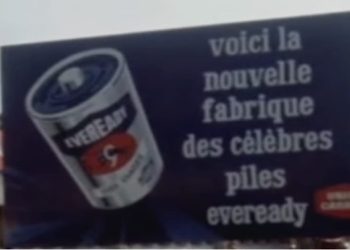 voici la
nouvelle
fabrique
des célèbres
piles
eveready
EVEREADY